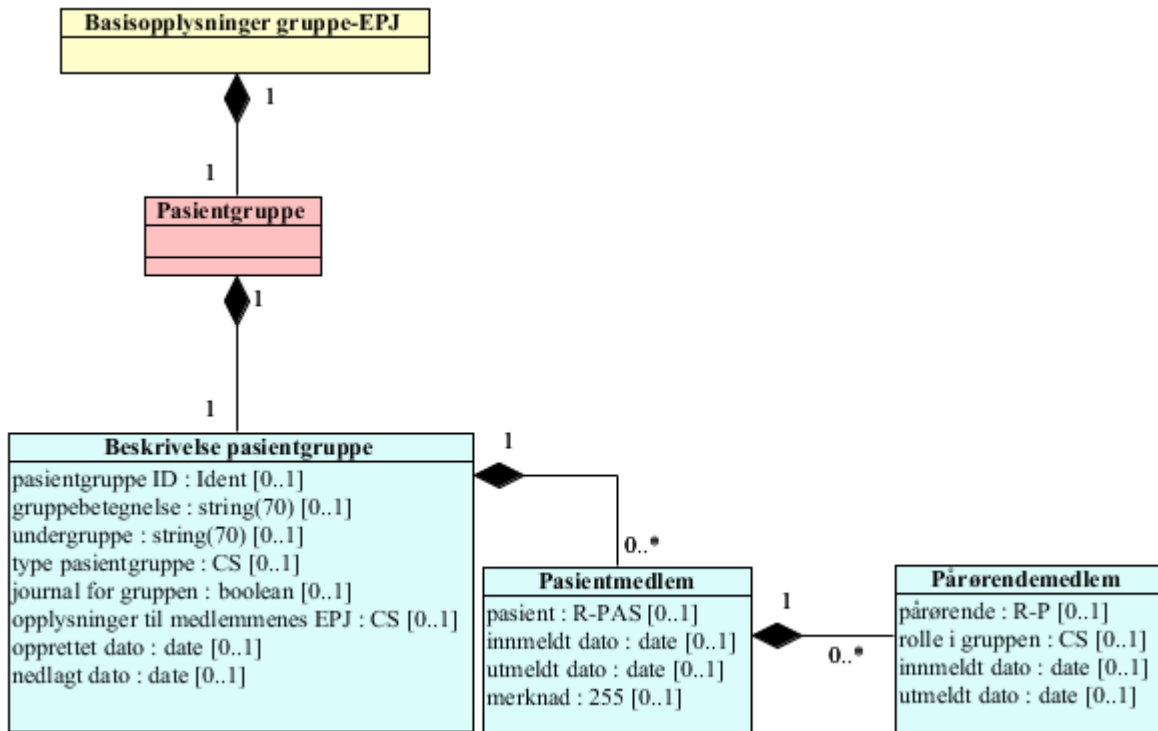 Basisopplysninger gruppe-EPJ
1
1
Pasientgruppe
1
1
Beskrivelse pasientgruppe
pasientgruppe ID : Ident [0..1]
gruppebetegnelse : string(70) [0..1]
undergruppe : string(70) [0..1]
type pasientgruppe : CS [0..1]
journal for gruppen : boolean [0..1]
opplysninger til medlemmenes EPJ : CS [0..1]
opprettet dato : date [0..1]
nedlagt dato : date [0..1]
1
0..*
Pasientmedlem
pasient : R-PAS [0..1]
innmeldt dato : date [0..1]
utmeldt dato : date [0..1]
merknad : 255 [0..1]
1
0..*
Pårørendemedlem
pårørende : R-P [0..1]
rolle i gruppen : CS [0..1]
innmeldt dato : date [0..1]
utmeldt dato : date [0..1]